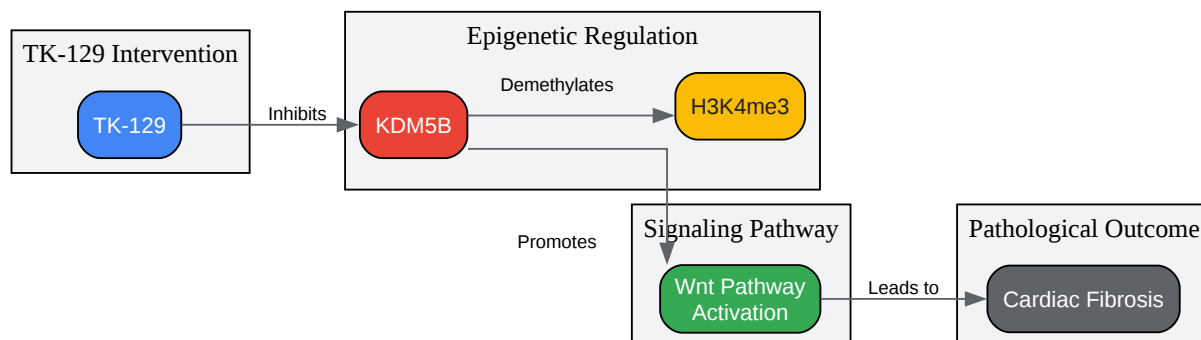 TK-129 Intervention
TK-129
Inhibits
Epigenetic Regulation
KDM5B
Demethylates
H3K4me3
Promotes
Signaling Pathway
Wnt Pathway
Activation
Leads to
Pathological Outcome
Cardiac Fibrosis